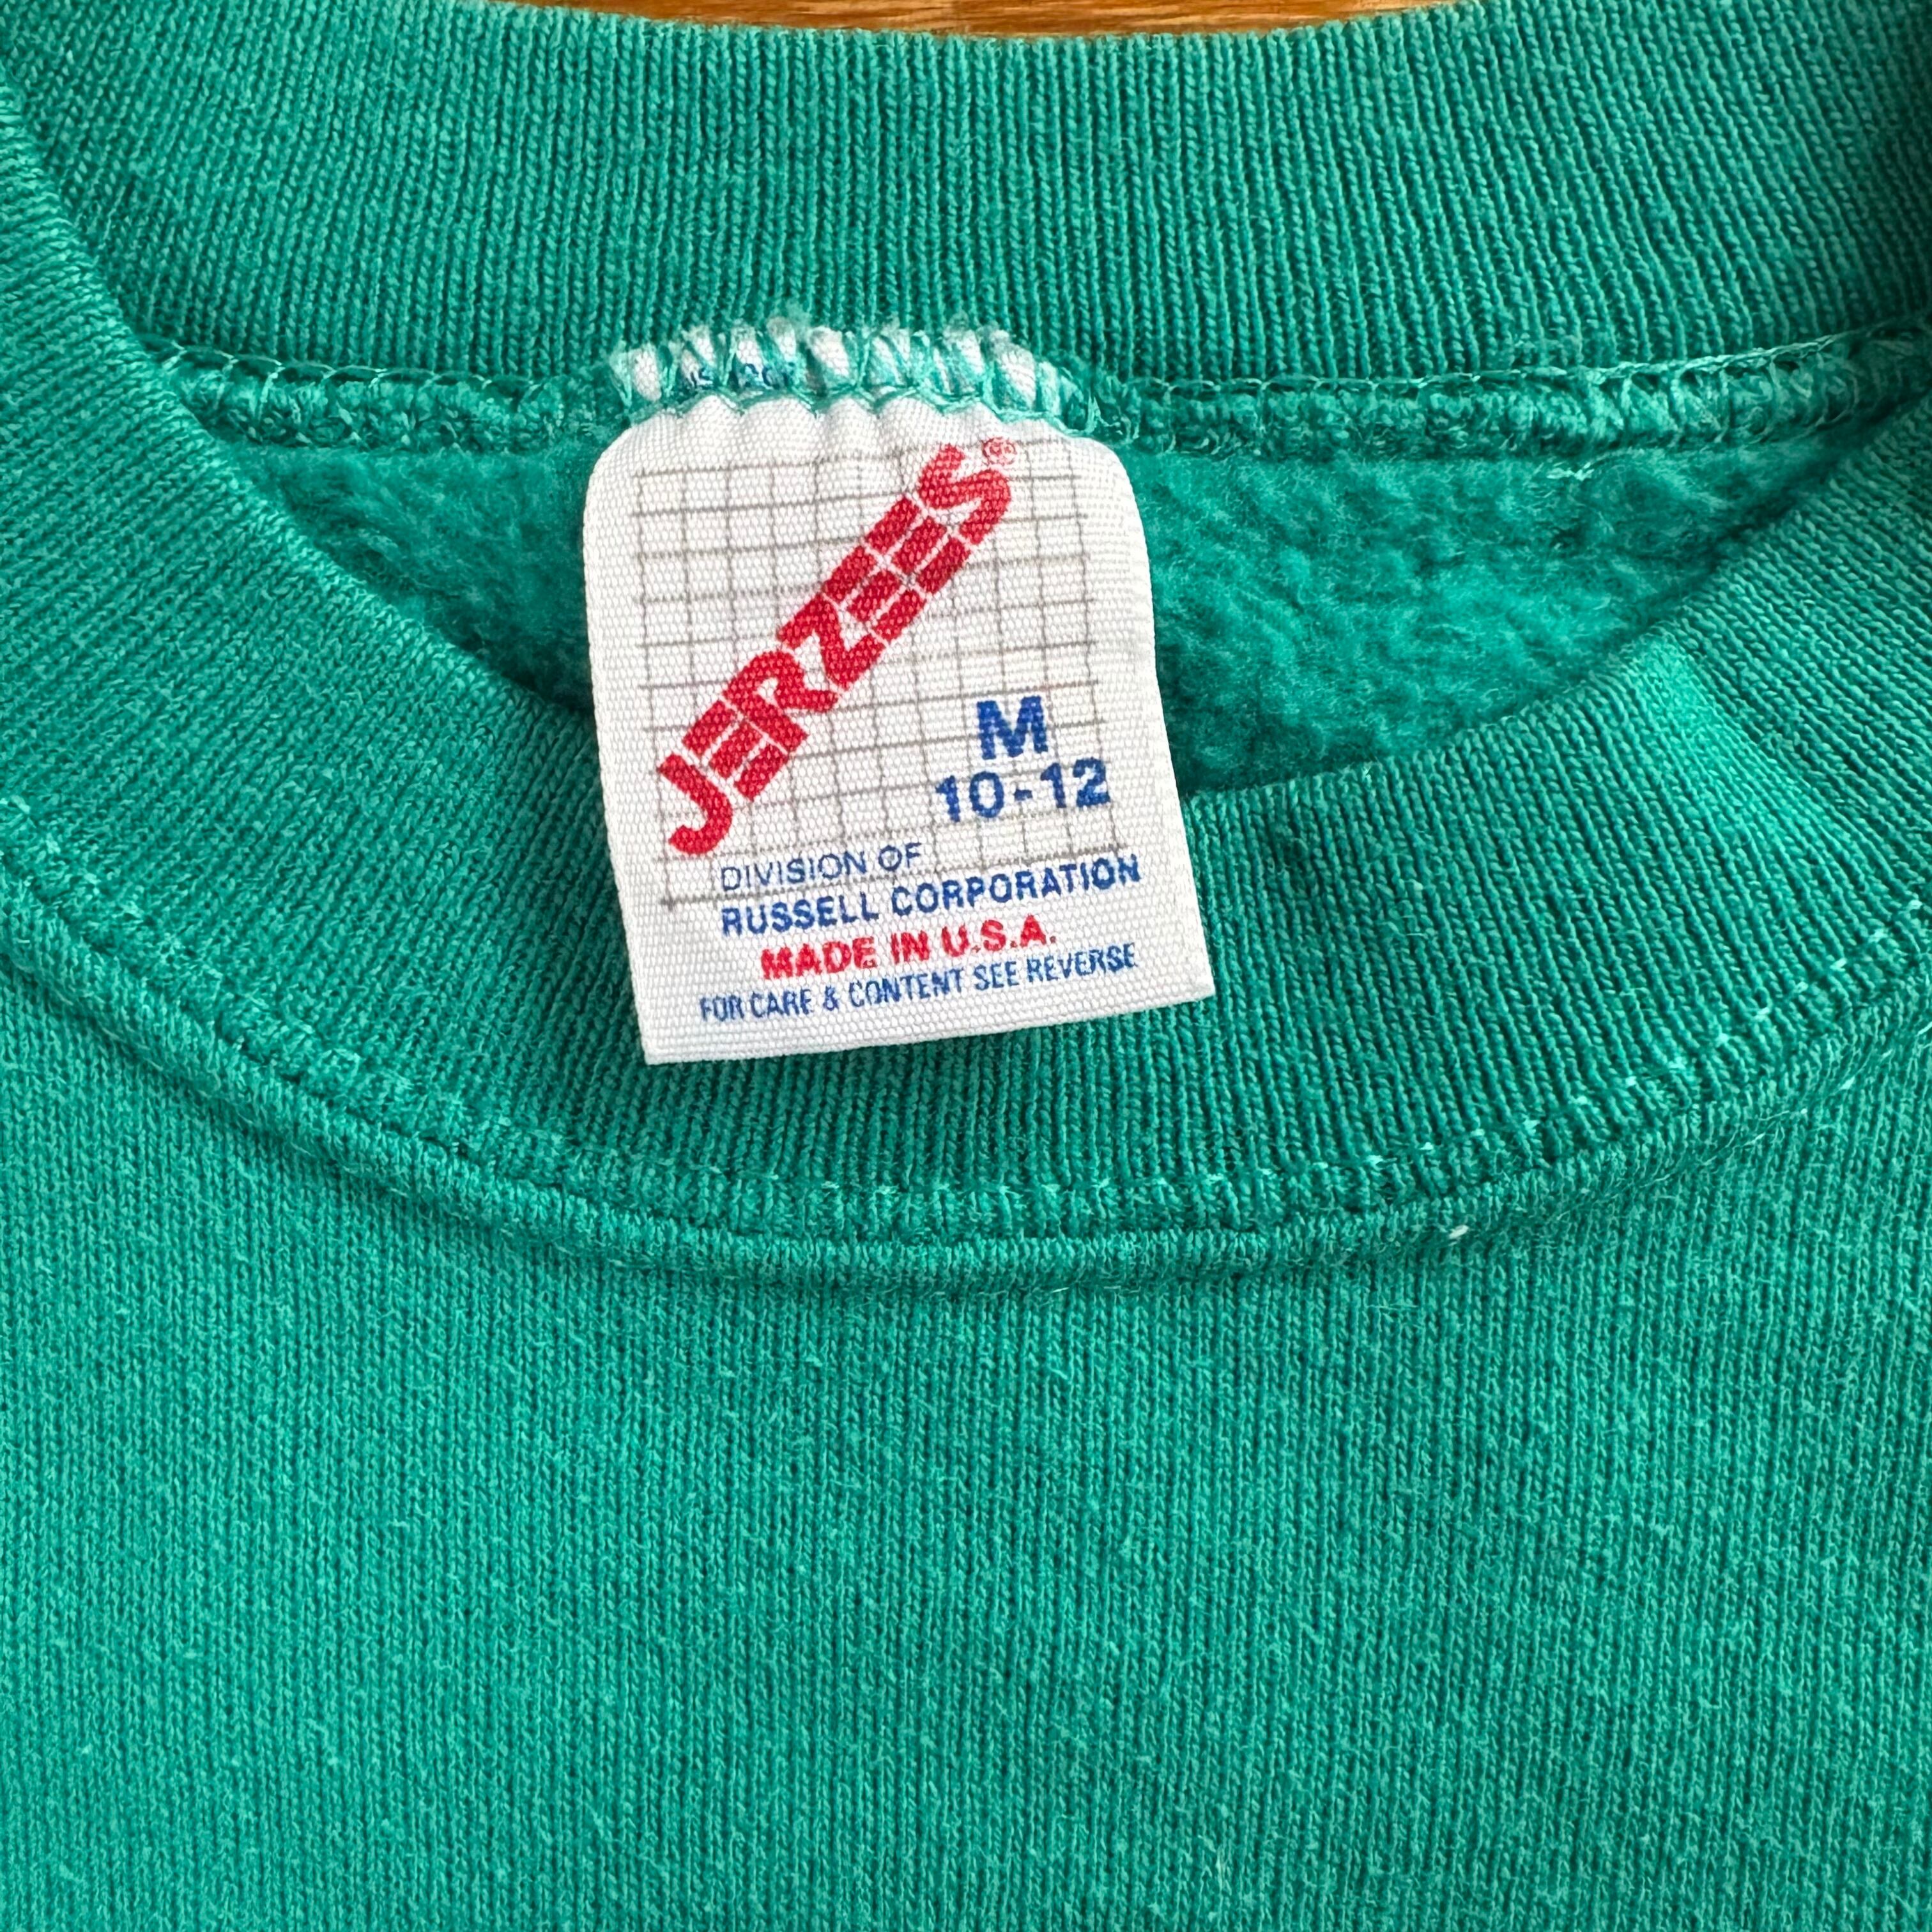 JERZEES®
M
10-12
DIVISION OF
RUSSELL CORPORATION
MADE IN U.S.A.
FOR CARE & CONTENT SEE REVERSE